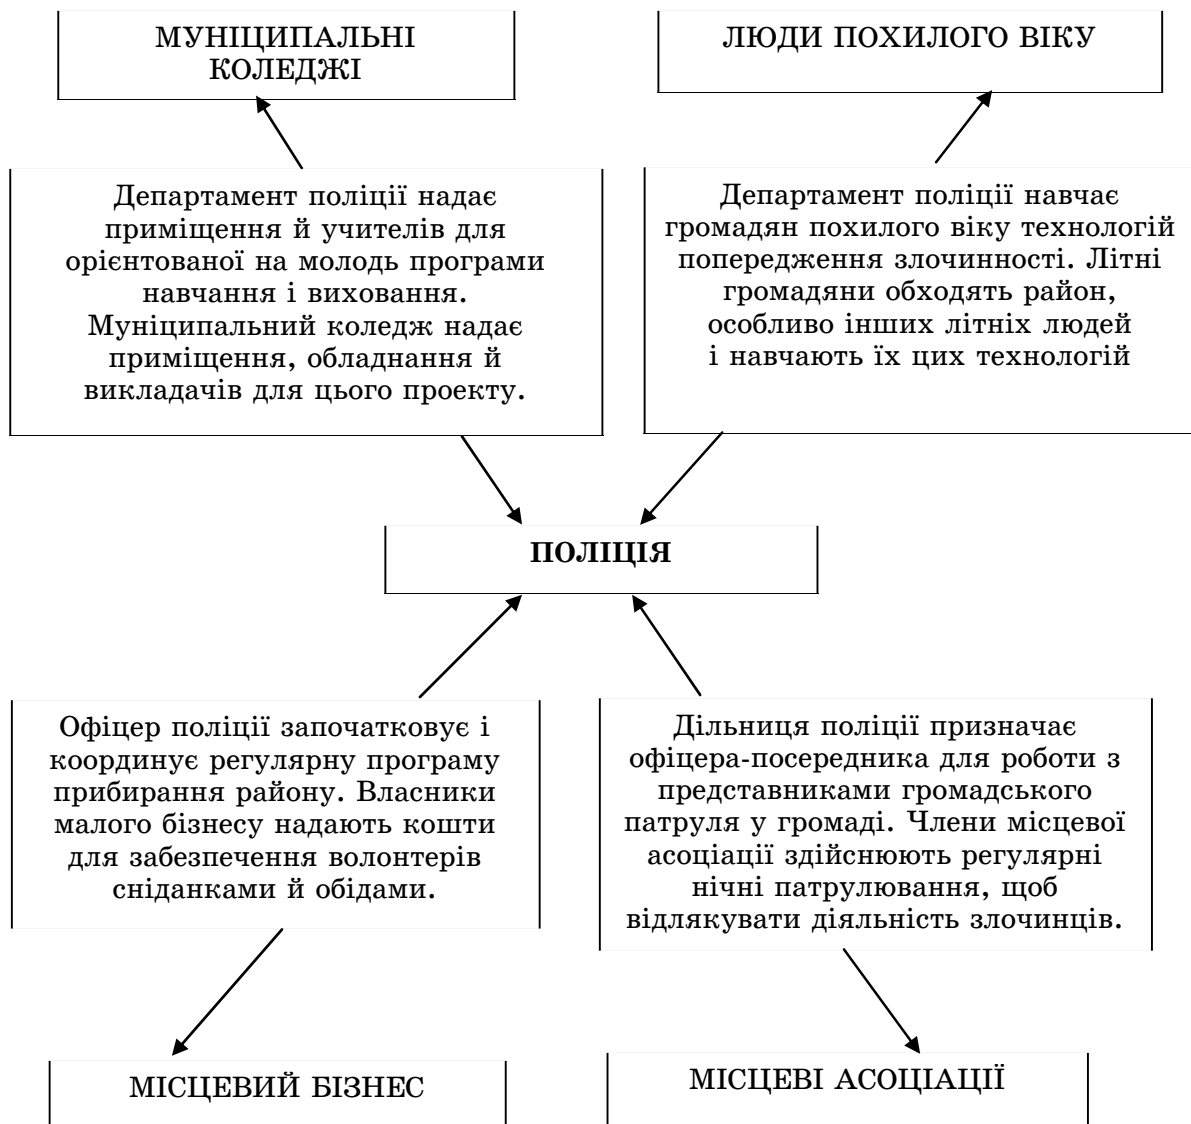 МУНІЦИПАЛЬНІ
КОЛЕДЖІ
ЛЮДИ ПОХИЛОГО ВІКУ
Департамент поліції надає
приміщення й учителів для
орієнтованої на молодь програми
навчання і виховання.
Муніципальний коледж надає
приміщення, обладнання й
викладачів для цього проекту.
Департамент поліції навчає
громадян похилого віку технологій
попередження злочинності. Літні
громадяни обходять район,
особливо інших літніх людей
і навчають їх цих технологій
ПОЛІЦІЯ
Офіцер поліції започатковує і
координує регулярну програму
прибирання району. Власники
малого бізнесу надають кошти
для забезпечення волонтерів
сніданками й обідами.
Дільниця поліції призначає
офіцера-посередника для роботи з
представниками громадського
патруля у громаді. Члени місцевої
асоціації здійснюють регулярні
нічні патрулювання, щоб
відлякувати діяльність злочинців.
МІСЦЕВИЙ БІЗНЕС
МІСЦЕВІ АСОЦІАЦІЇ